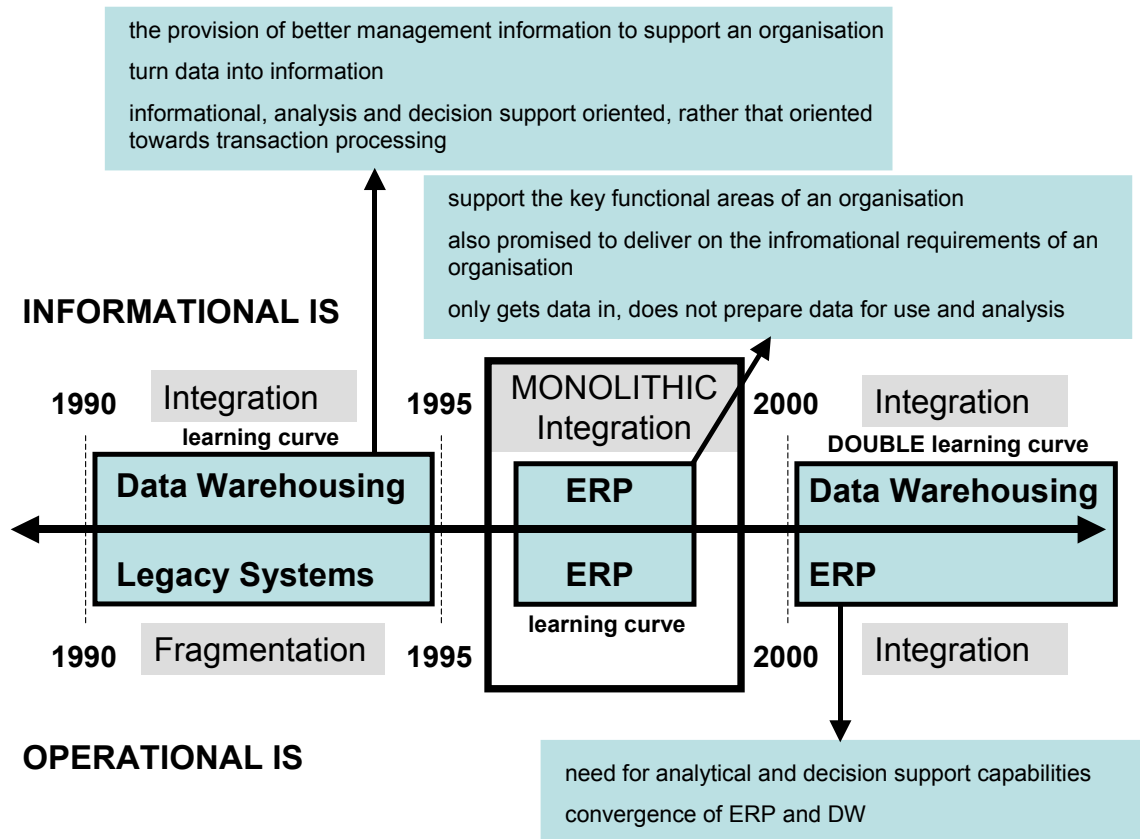 the provision of better management information to support an organisation
turn data into information
informational, analysis and decision support oriented, rather that oriented
towards transaction processing
support the key functional areas of an organisation
also promised to deliver on the infromational requirements of an
organisation
only gets data in, does not prepare data for use and analysis
INFORMATIONAL IS
1990
Integration
learning curve
1995
MONOLITHIC
Integration
2000
Integration
DOUBLE learning curve
Data Warehousing
ERP
Data Warehousing
Legacy Systems
ERP
ERP
learning curve
1990
Fragmentation
1995
2000
Integration
OPERATIONAL IS
need for analytical and decision support capabilities
convergence of ERP and DW